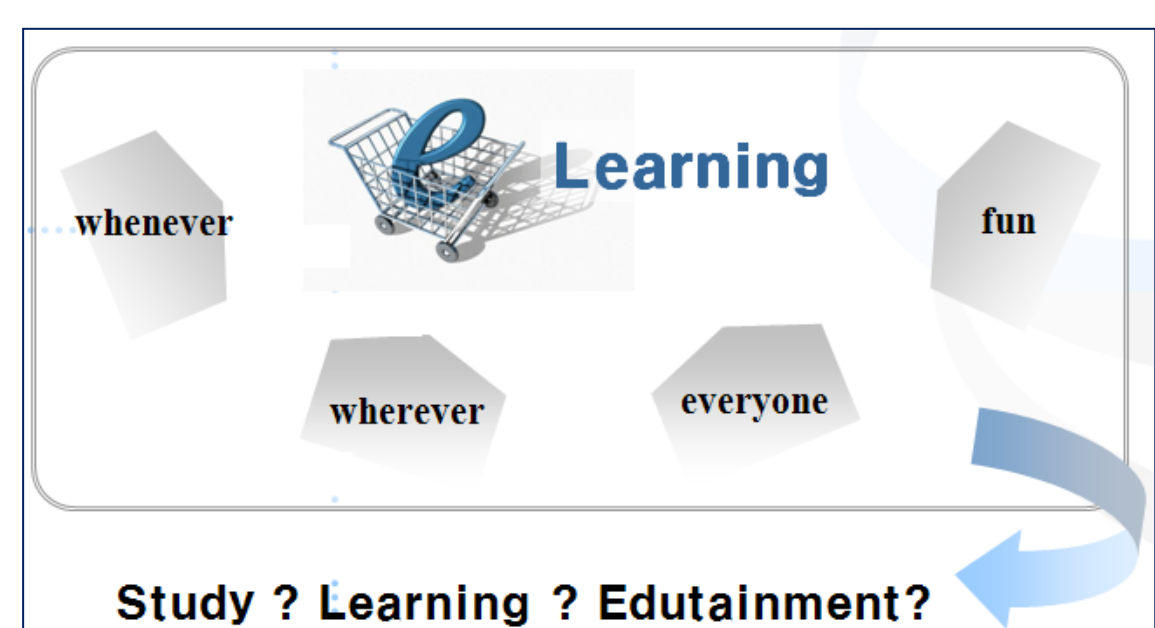 e Learning
whenever
fun
wherever
everyone
Study ? Learning ? Edutainment?